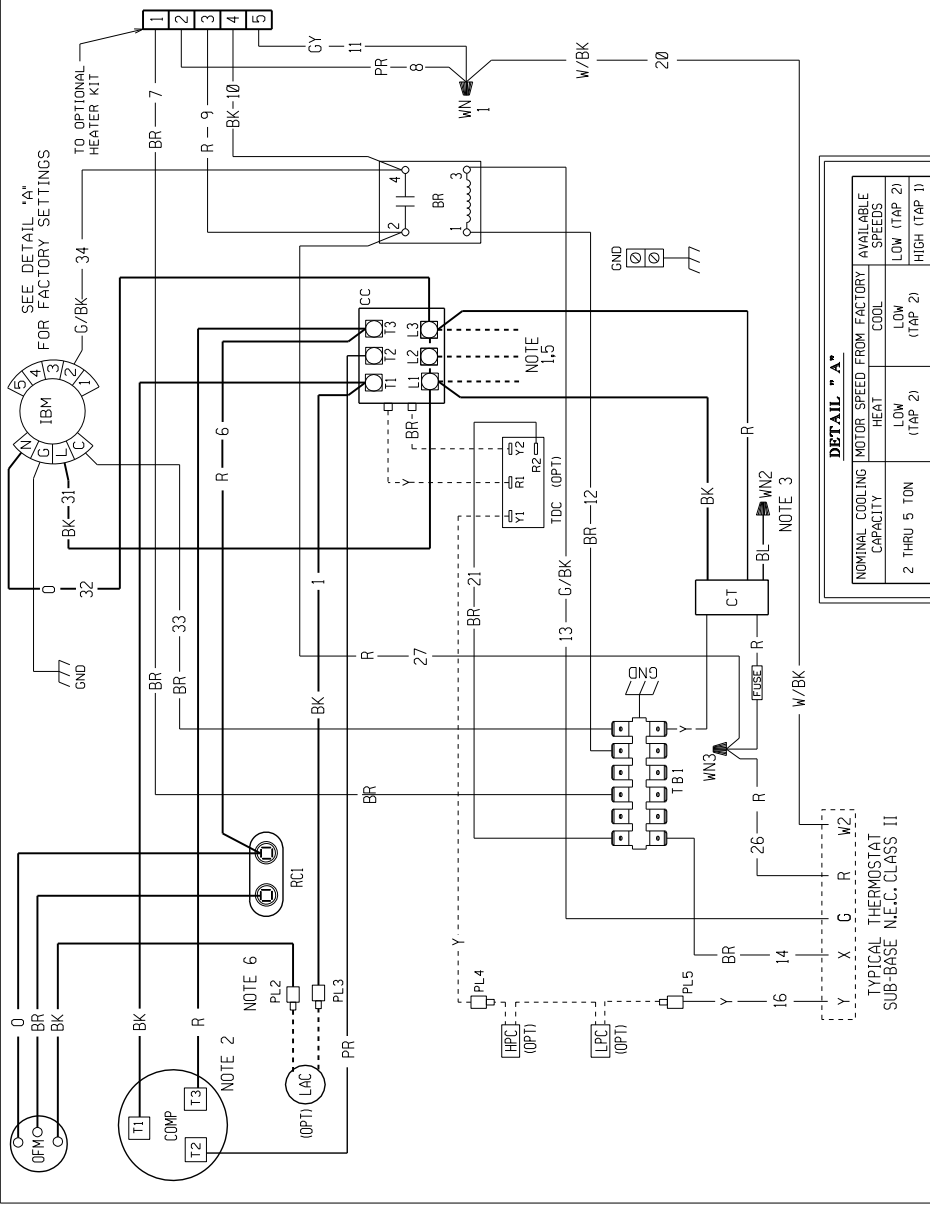 1
2
3
4
5
TO OPTIONAL
HEATER KIT
SEE DETAIL "A"
FOR FACTORY SETTINGS
BR
7
PR
8
R
9
BK-10
GY
11
W/BK
20
WN
1
G/BK
34
IBM
5
4
3
2
1
N
G
L
C
BK
31
O
32
GND
BR
33
BR
R
6
BK
1
PR
CC
T1
T2
T3
L1
L2
L3
NOTE
1,5
BR
1
2
3
4
GND
BR
Y
Y1
R1
Y2
R2
TDC (OPT)
BR
21
R
27
13
G/BK
BR
12
BK
R
BL
WN2
NOTE 3
CT
R
FUSE
Y
WN3
TB1
GND
BR
W/BK
26
R
BR
14
Y
16
Y
X
G
R
W2
TYPICAL THERMOSTAT
SUB-BASE N.E.C. CLASS II
PL4
PL5
HPC
(OPT)
LPC
(OPT)
Y
RC1
NOTE 6
PL2
PL3
LAC
(OPT)
NOTE 2
COMP
T1
T2
T3
BK
R
OFM
O
BR
BK
DETAIL " A"
NOMINAL COOLING CAPACITY
MOTOR SPEED FROM FACTORY
HEAT
COOL
AVAILABLE SPEEDS
2 THRU 5 TON
LOW (TAP 2)
LOW (TAP 2)
LOW (TAP 2)
HIGH (TAP 1)